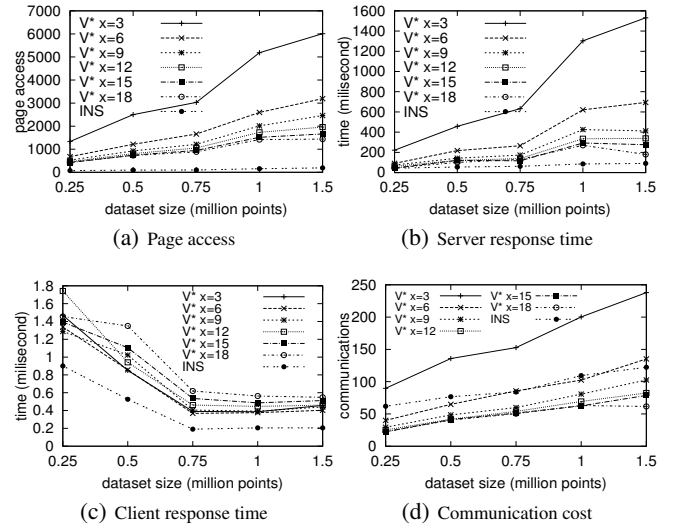 7000
6000
5000
4000
3000
2000
1000
0
page access
V* x=3
V* x=6
V* x=9
V* x=12
V* x=15
V* x=18
INS
0.25 0.5 0.75 1 1.5
dataset size (million points)
(a) Page access
1600
1400
1200
1000
800
600
400
200
0
time (milisecond)
V* x=3
V* x=6
V* x=9
V* x=12
V* x=15
V* x=18
INS
0.25 0.5 0.75 1 1.5
dataset size (million points)
(b) Server response time
1.8
1.6
1.4
1.2
1
0.8
0.6
0.4
0.2
0
time (milisecond)
V* x=3
V* x=6
V* x=9
V* x=12
V* x=15
V* x=18
INS
0.25 0.5 0.75 1 1.5
dataset size (million points)
(c) Client response time
250
200
150
100
50
0
communications
V* x=3
V* x=6
V* x=9
V* x=12
V* x=15
V* x=18
INS
0.25 0.5 0.75 1 1.5
dataset size (million points)
(d) Communication cost